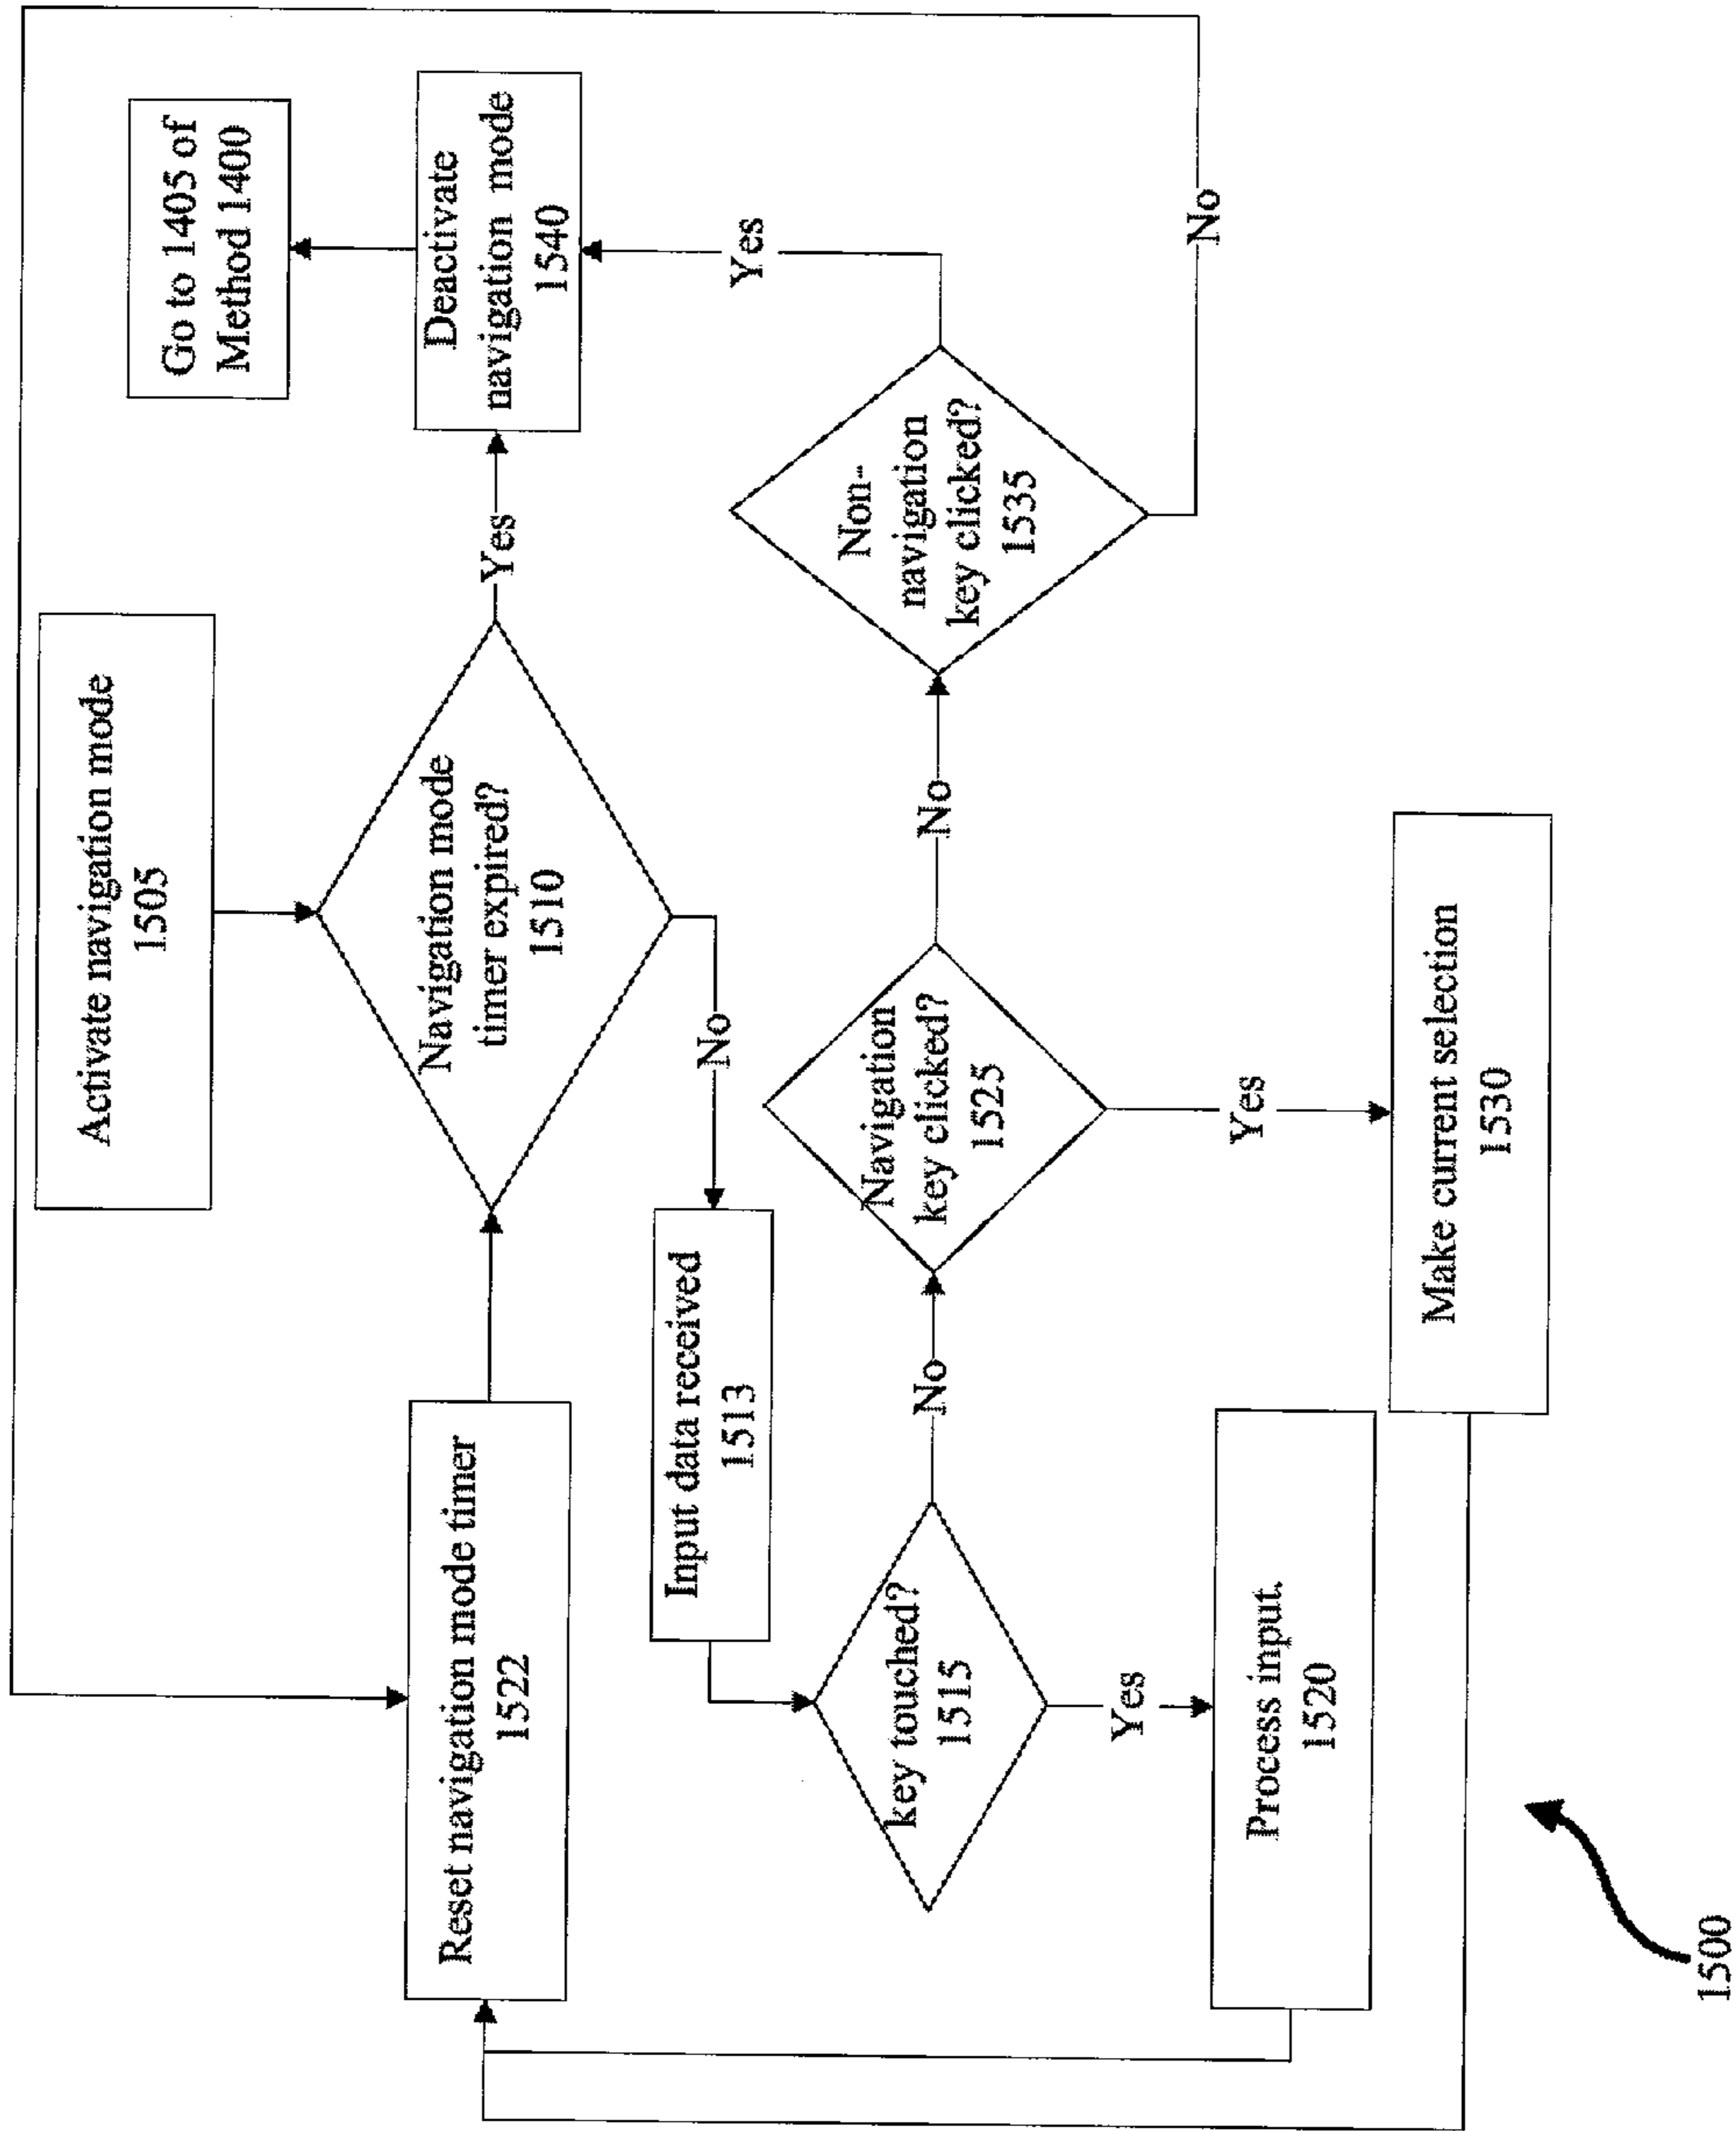 Activate navigation mode
1505
Go to 1405 of
Method 1400
Reset navigation mode timer
1522
Navigation mode
timer expired?
1510
Yes
Deactivate
navigation mode
1540
No
Input data received
1513
Yes
key touched?
1515
No
Navigation
key clicked?
1525
No
Non-
navigation
key clicked?
1535
No
Yes
Process input.
1520
Yes
Make current selection
1530
1500